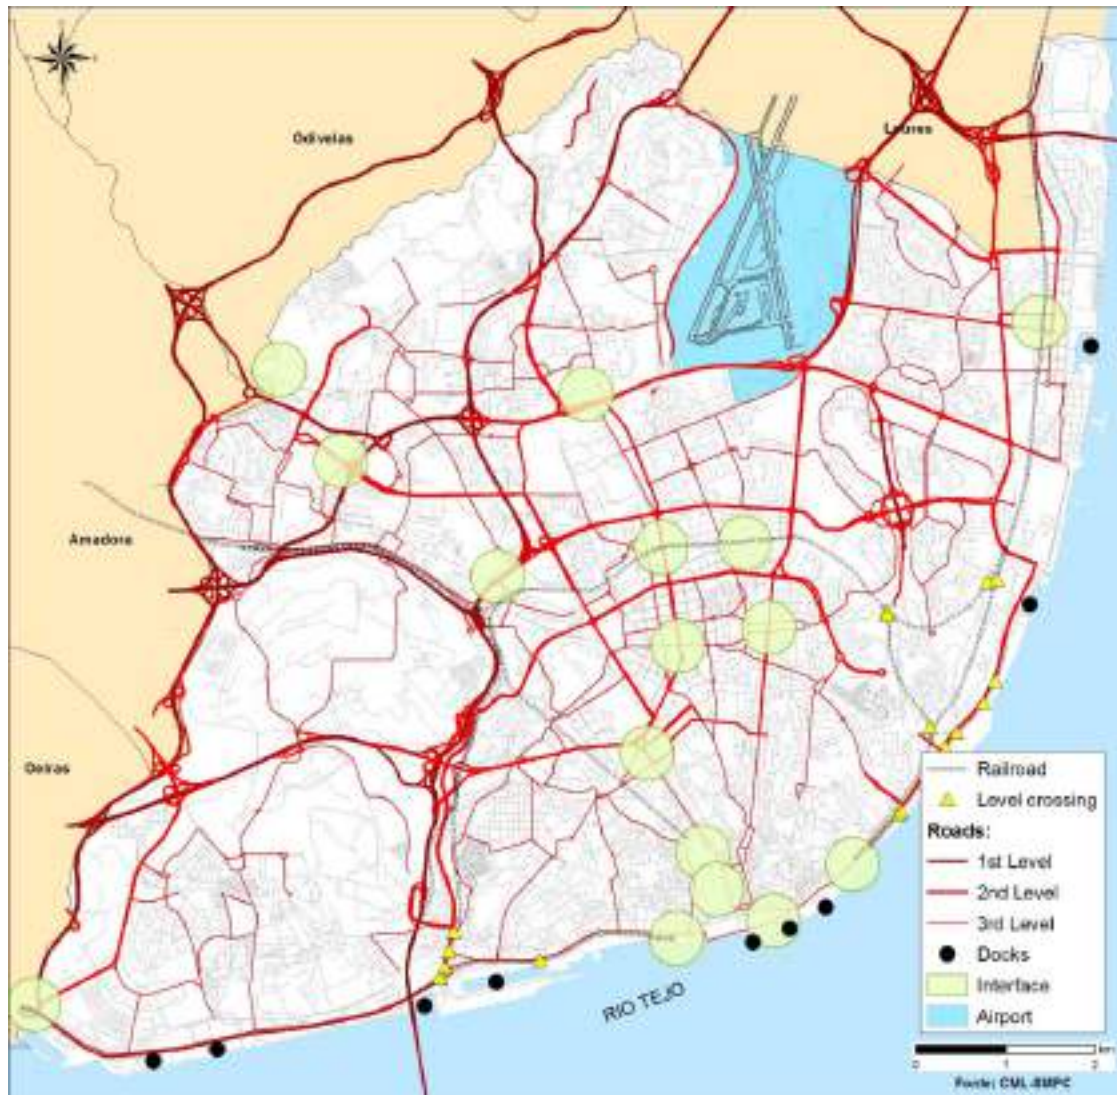 Odivelas
Loures
Amadora
Oeiras
RIO TEJO
Railroad
Level crossing
Roads:
1st Level
2nd Level
3rd Level
Docks
Interface
Airport
km
0 1 2
Fonte: CML-SMPC